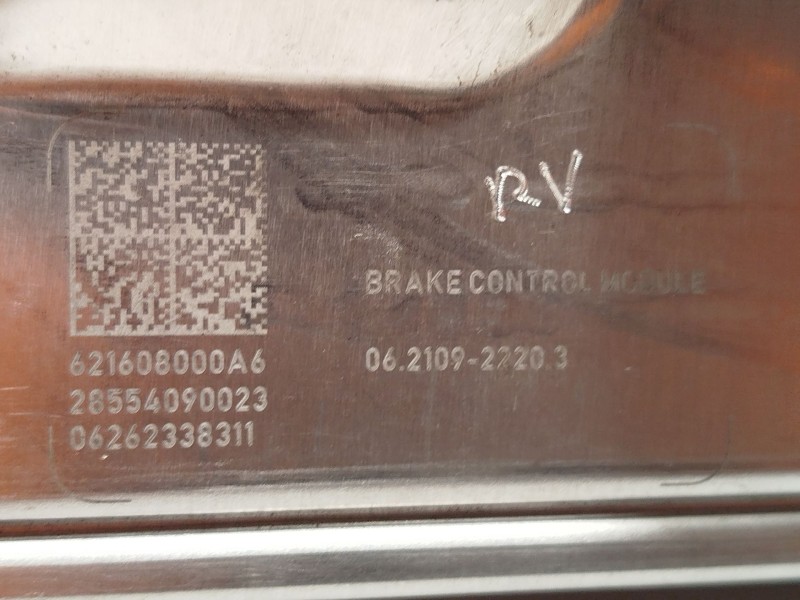 RV
BRAKE CONTROL MODULE
621608000A6
06.2109-2220.3
28554090023
06262338311